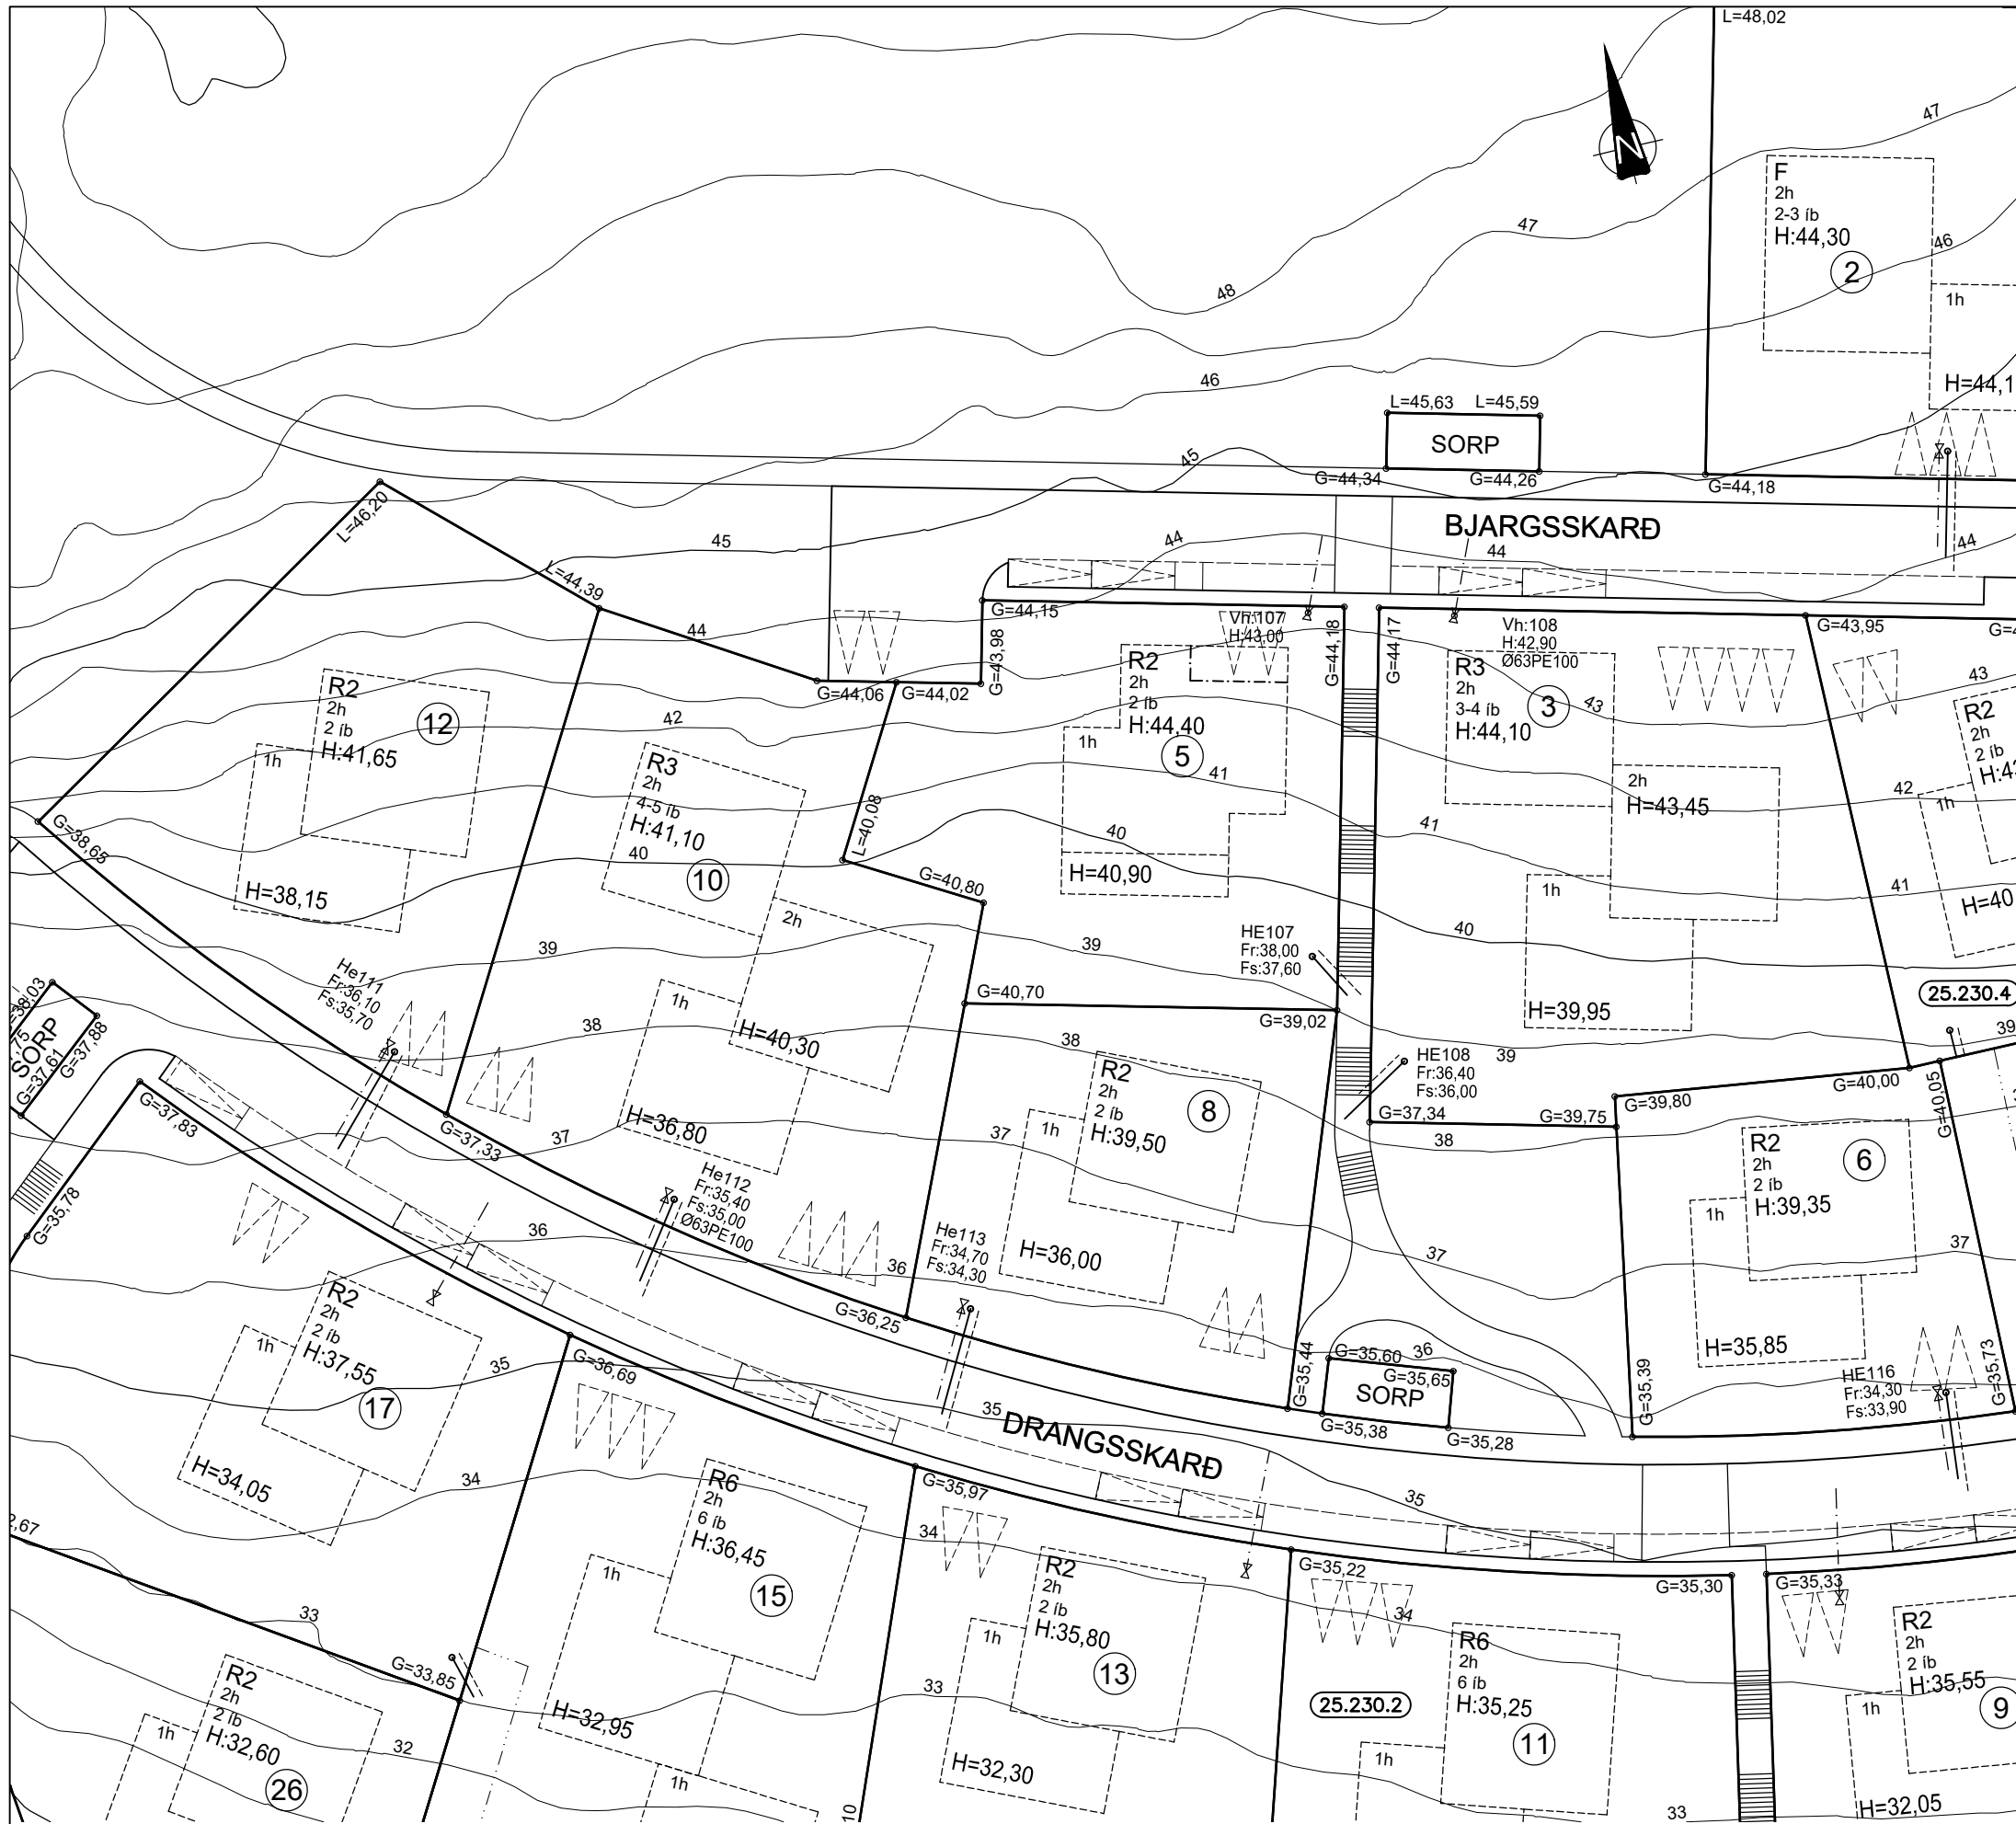 L=48,02
47
F
2h
2-3 íb
H:44,30
2
46
1h
N
47
48
46
L=45,63 L=45,59
SORP
G=44,34 G=44,26
45
G=44,18
L=46,20
45
BJARGSSKARÐ
44
44
44
L=44,39
G=44,15
G=43,98
44
G=44,06
G=44,02
Vh:107
H:43,00
G=44,18
G=44,17
Vh:108
H:42,90
Ø63PE100
G=43,95
R2
2h
2 íb
H:41,65
12
1h
H=38,15
42
R3
2h
4-5 íb
H:41,10
10
40
2h
1h
H=40,30
H=36,80
L=40,08
G=40,80
R2
2h
2 íb
H:44,40
5
1h
41
40
H=40,90
R3
2h
3-4 íb
H:44,10
3
43
2h
H=43,45
1h
H=39,95
43
R2
2h
2 íb
42
1h
41
41
40
G=38,65
39
39
HE107
Fr:38,00
Fs:37,60
25.230.4
39
He111
Fr:36,10
Fs:35,70
G=40,70
G=39,02
G=37,88
G=37,61
SORP
38
38
39
HE108
Fr:36,40
Fs:36,00
G=40,00
G=40,05
G=39,80
G=37,34
G=39,75
38
G=37,83
G=37,33
37
37
R2
2h
2 íb
H:39,50
8
1h
H=36,00
R2
2h
2 íb
H:39,35
6
1h
H=35,85
37
37
He112
Fr:35,40
Fs:35,00
Ø63PE100
He113
Fr:34,70
Fs:34,30
G=35,78
36
36
G=36,25
R2
2h
2 íb
H:37,55
17
1h
H=34,05
35
G=36,69
G=35,44
G=35,60
36
G=35,65
SORP
G=35,38
G=35,28
G=35,39
HE116
Fr:34,30
Fs:33,90
G=35,73
35
DRANGSSKARÐ
35
34
G=35,97
R6
2h
6 íb
H:36,45
15
1h
H=32,95
1h
34
R2
2h
2 íb
H:35,80
13
1h
H=32,30
G=35,22
G=35,30
G=35,33
34
R6
2h
6 íb
H:35,25
11
1h
25.230.2
R2
2h
2 íb
H:35,55
9
1h
H=32,05
33
G=33,85
33
R2
2h
2 íb
H:32,60
26
1h
32
33